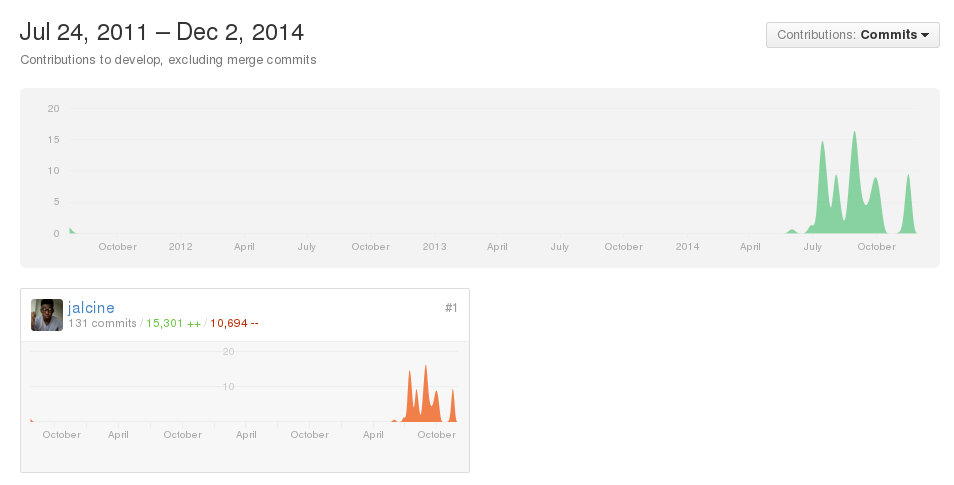 Jul 24, 2011 – Dec 2, 2014
Contributions: Commits
Contributions to develop, excluding merge commits
20
15
10
5
0
October 2012 April July October 2013 April July October 2014 April July October
jalcine #1
131 commits / 15,301 ++ / 10,694 --
20
10
October April October April October April October